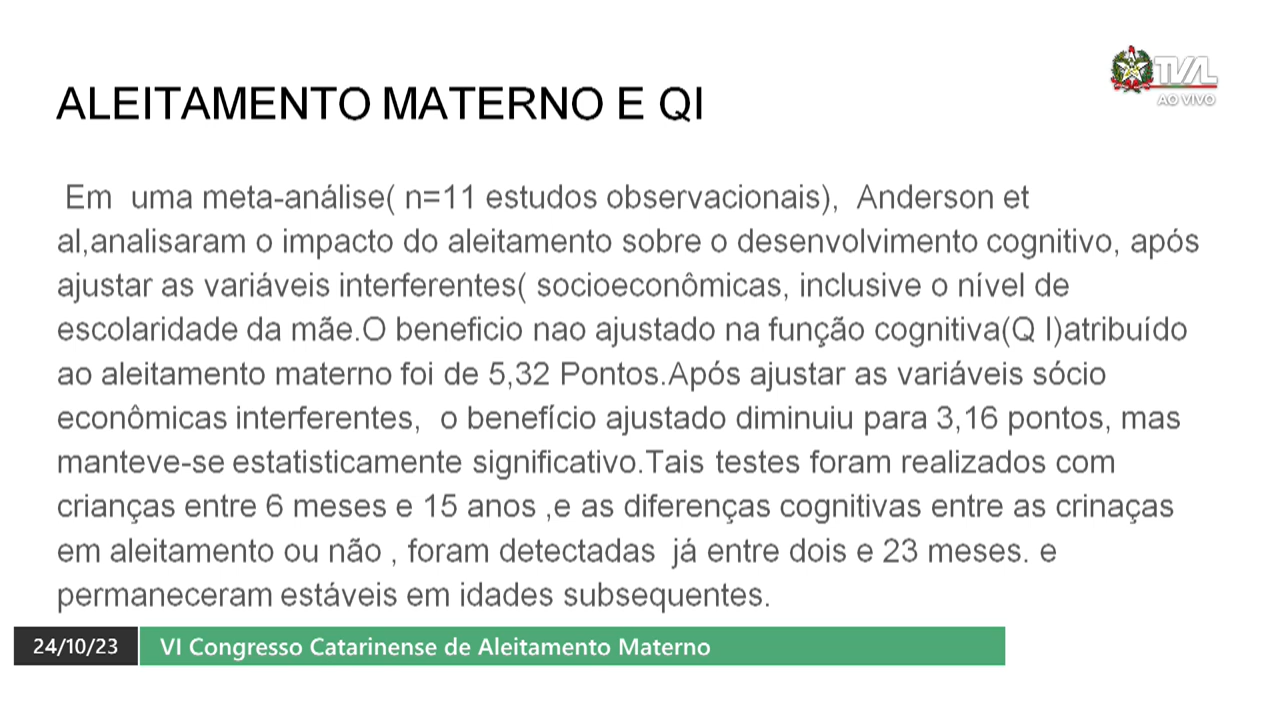 TVAL
AO VIVO
ALEITAMENTO MATERNO E QI
Em uma meta-análise( n=11 estudos observacionais), Anderson et
al,analisaram o impacto do aleitamento sobre o desenvolvimento cognitivo, após
ajustar as variáveis interferentes( socioeconômicas, inclusive o nível de
escolaridade da mãe.O beneficio nao ajustado na função cognitiva(Q I)atribuído
ao aleitamento materno foi de 5,32 Pontos.Após ajustar as variáveis sócio
econômicas interferentes, o benefício ajustado diminuiu para 3,16 pontos, mas
manteve-se estatisticamente significativo.Tais testes foram realizados com
crianças entre 6 meses e 15 anos ,e as diferenças cognitivas entre as crinaças
em aleitamento ou não , foram detectadas já entre dois e 23 meses. e
permaneceram estáveis em idades subsequentes.
24/10/23 VI Congresso Catarinense de Aleitamento Materno